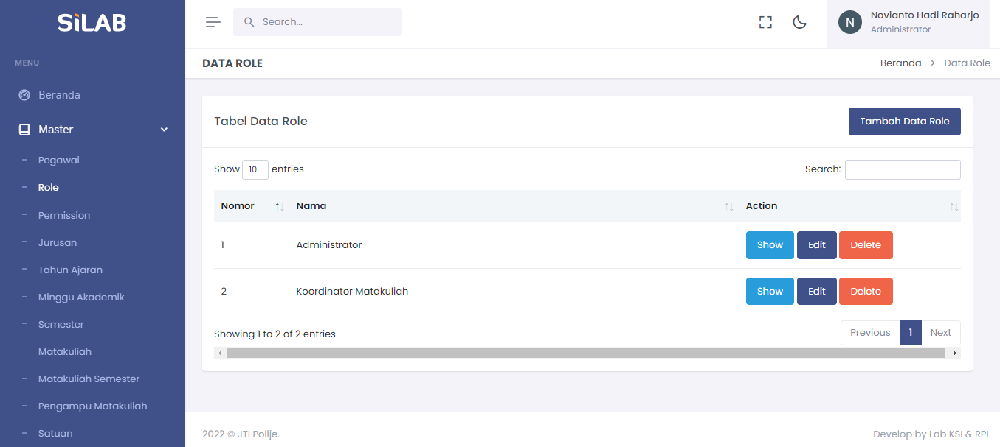 SiLAB
Search...
N
Novianto Hadi Raharjo
Administrator
MENU
Beranda
Master
Pegawai
Role
Permission
Jurusan
Tahun Ajaran
Minggu Akademik
Semester
Matakuliah
Matakuliah Semester
Pengampu Matakuliah
Satuan
DATA ROLE
Beranda > Data Role
Tabel Data Role
Tambah Data Role
Show 10 entries
Search:
Nomor Nama Action
1 Administrator Show Edit Delete
2 Koordinator Matakuliah Show Edit Delete
Showing 1 to 2 of 2 entries
Previous 1 Next
2022 © JTI Polije.
Develop by Lab KSI & RPL